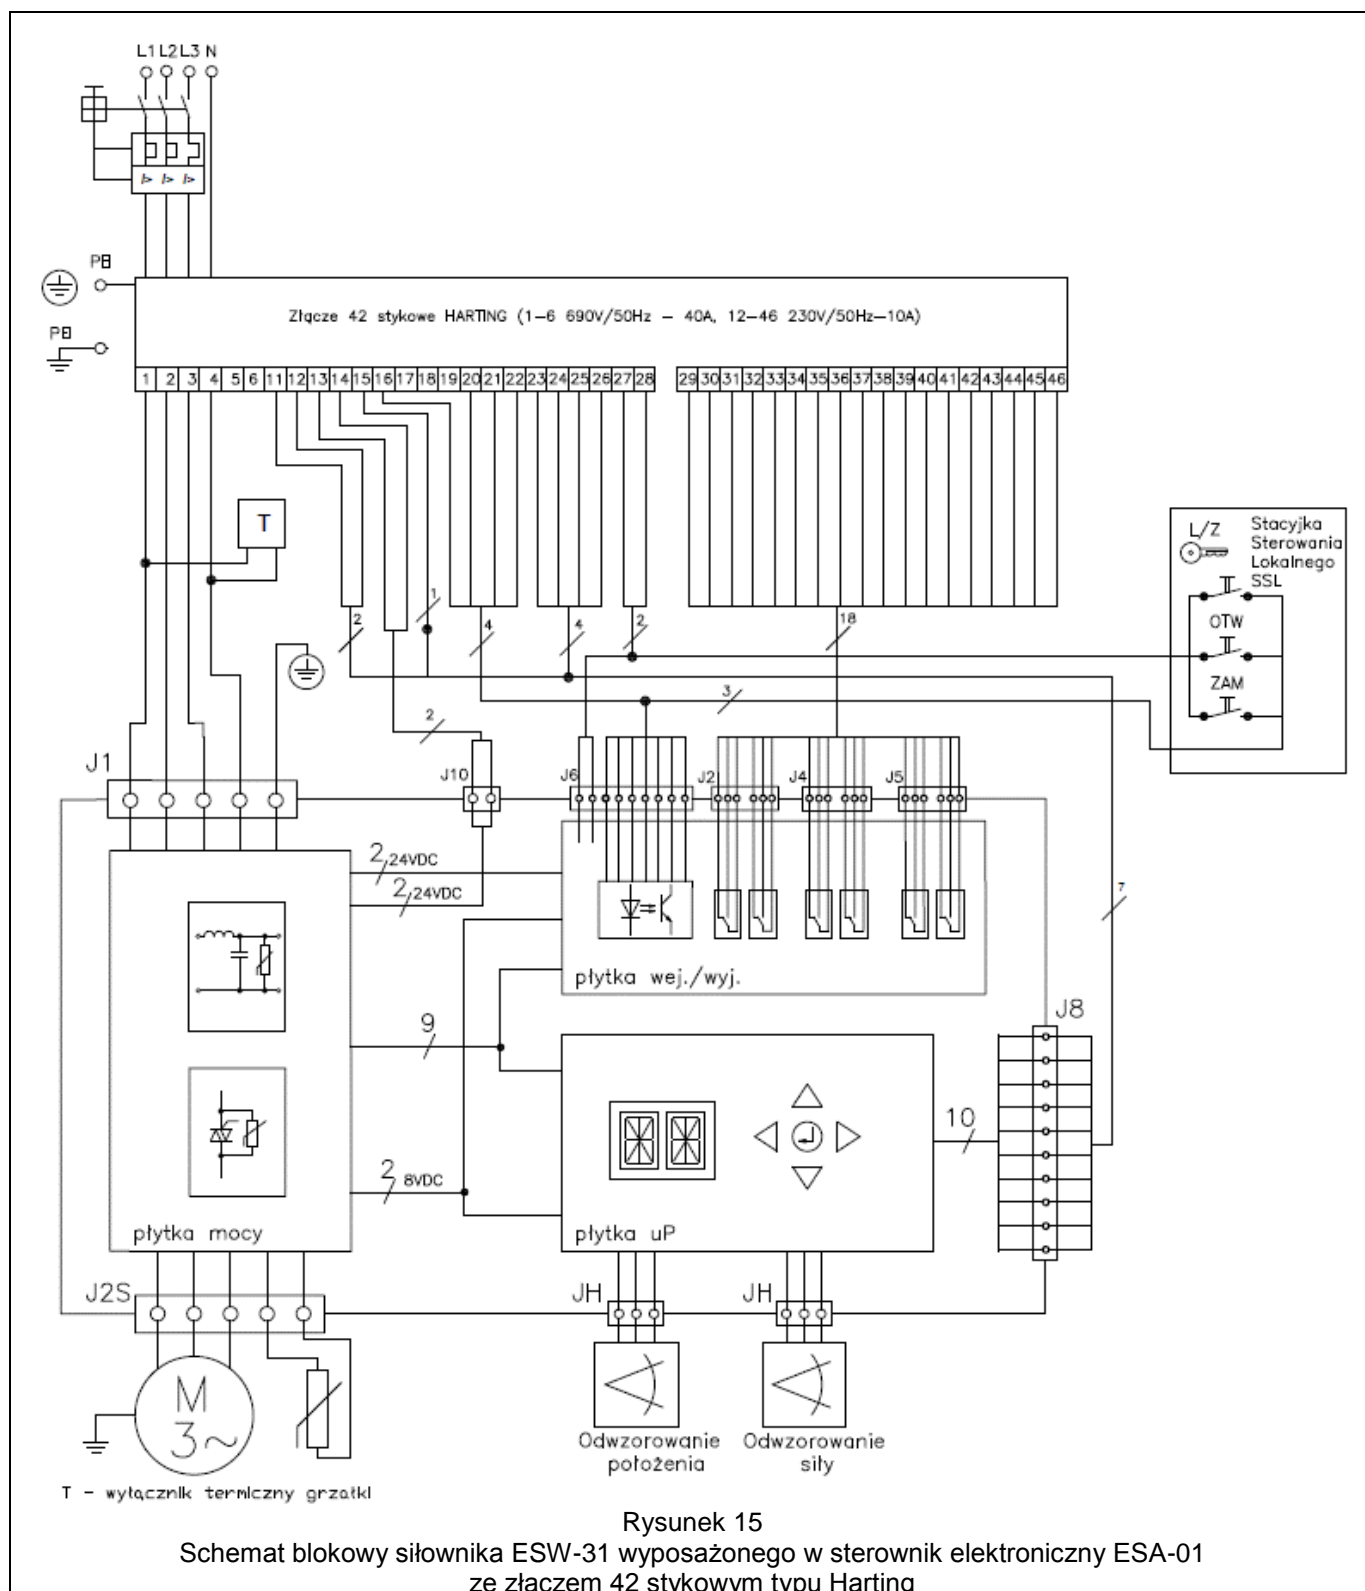 L1 L2 L3 N
I> I> I>
PE
Złącze 42 stykowe HARTING (1-6 690V/50Hz - 40A, 12-46 230V/50Hz-10A)
PE
1 2 3 4 5 6 11 12 13 14 15 16 17 18 19 20 21 22 23 24 25 26 27 28 29 30 31 32 33 34 35 36 37 38 39 40 41 42 43 44 45 46
T
L/Z
Stacyjka
Sterowania
Lokalnego
SSL
OTW
ZAM
2 1 4 4 2 18
3
2
J1 J10 J6 J2 J4 J5
2 24VDC
2 24VDC
7
płytka wej./wyj.
J8
9
10
2 8VDC
płytka mocy
płytka uP
J2S JH JH
M
3~
Odwzorowanie
położenia
Odwzorowanie
siły
T - wyłącznik termiczny grzałki
Rysunek 15
Schemat blokowy siłownika ESW-31 wyposażonego w sterownik elektroniczny ESA-01
ze złączem 42 stykowym typu Harting